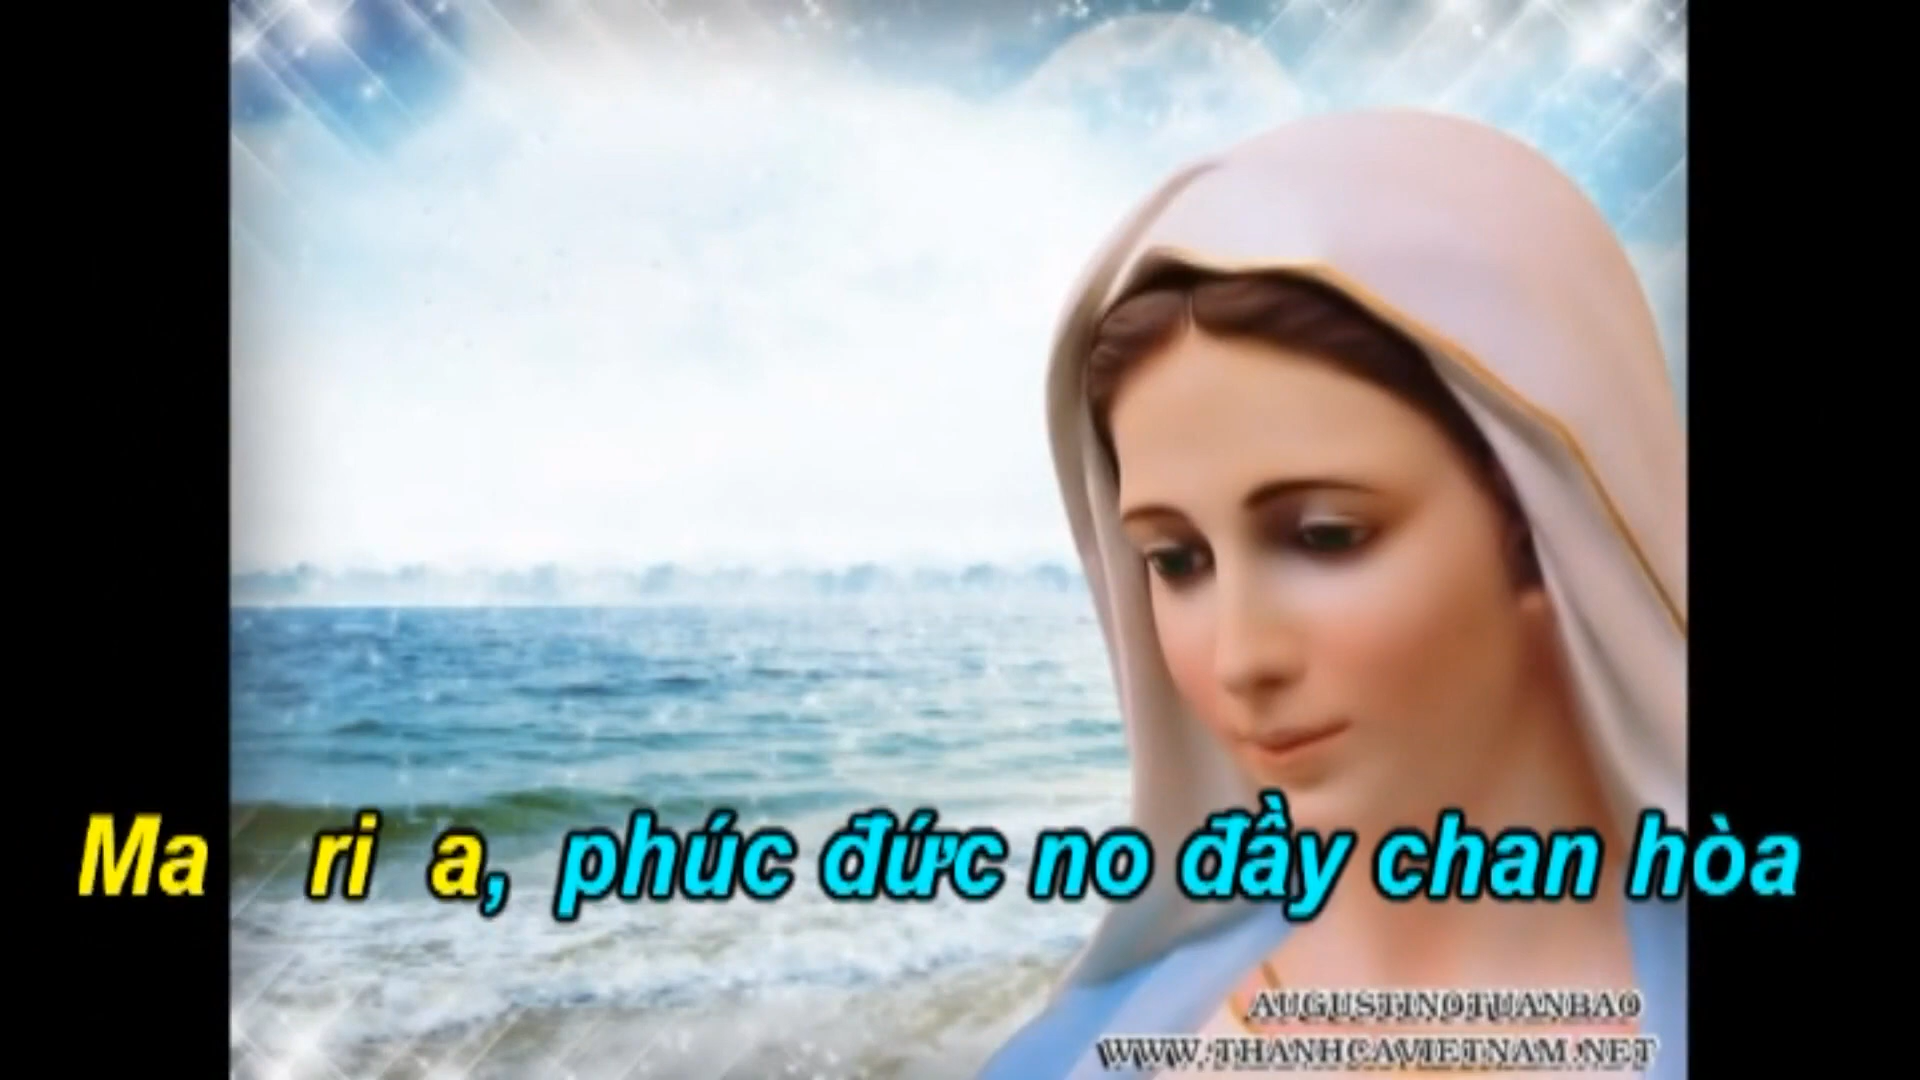 Ma ri a, phúc đức no đầy chan hòa
AUGUSTINOTUANBAO
WWW.THANHCAVIETNAM.NET